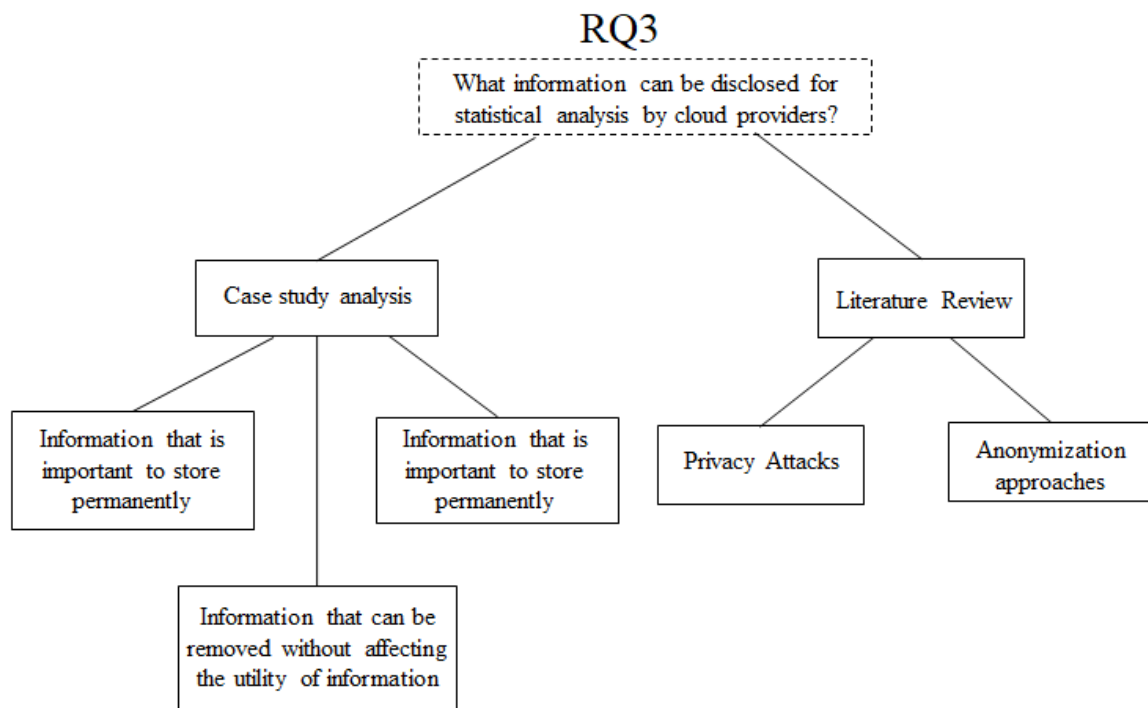 RQ3
What information can be disclosed for
statistical analysis by cloud providers?
Case study analysis
Literature Review
Information that is
important to store
permanently
Information that is
important to store
permanently
Privacy Attacks
Anonymization
approaches
Information that can be
removed without affecting
the utility of information